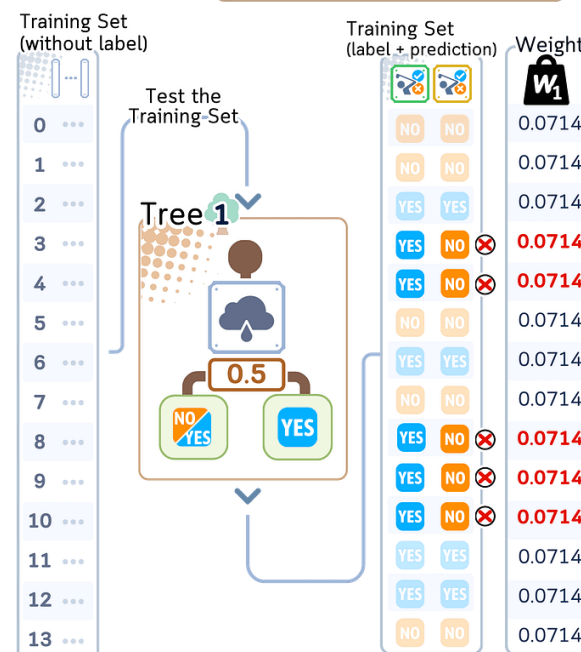 Training Set
(without label)
...
Test the
Training Set
Training Set
(label + prediction)
Weight
W1
0 ... NO NO 0.0714
1 ... NO NO 0.0714
2 ... YES YES 0.0714
3 ... YES NO 0.0714
4 ... YES NO 0.0714
5 ... NO NO 0.0714
6 ... YES YES 0.0714
7 ... NO NO 0.0714
8 ... YES NO 0.0714
9 ... YES NO 0.0714
10 ... YES NO 0.0714
11 ... YES YES 0.0714
12 ... YES YES 0.0714
13 ... NO NO 0.0714
Tree 1
0.5
NO
YES
YES